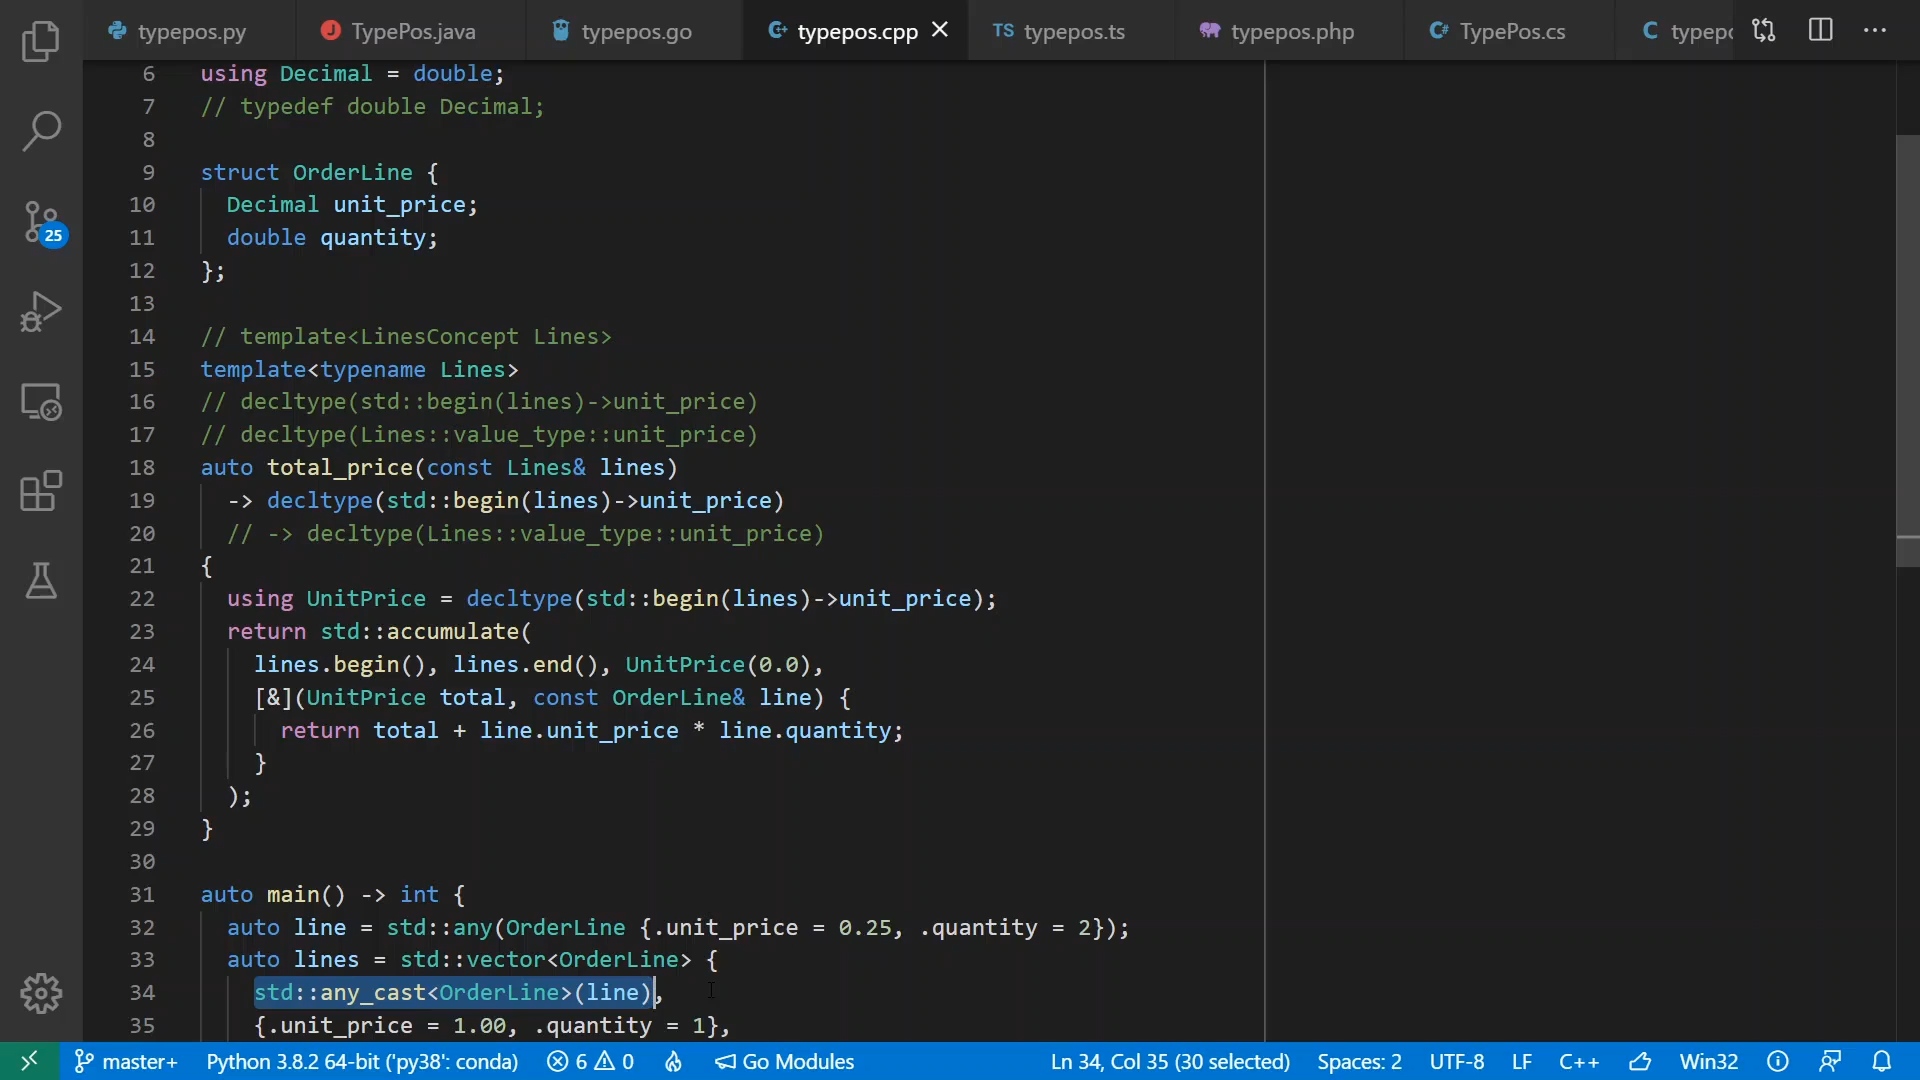 typepos.py TypePos.java typepos.go typepos.cpp TS typepos.ts typepos.php TypePos.cs C typepo
6 using Decimal = double;
7 // typedef double Decimal;
8
9 struct OrderLine {
10 Decimal unit_price;
11 double quantity;
12 };
13
14 // template<LinesConcept Lines>
15 template<typename Lines>
16 // decltype(std::begin(lines)->unit_price)
17 // decltype(Lines::value_type::unit_price)
18 auto total_price(const Lines& lines)
19 -> decltype(std::begin(lines)->unit_price)
20 // -> decltype(Lines::value_type::unit_price)
21 {
22 using UnitPrice = decltype(std::begin(lines)->unit_price);
23 return std::accumulate(
24 lines.begin(), lines.end(), UnitPrice(0.0),
25 [&](UnitPrice total, const OrderLine& line) {
26 return total + line.unit_price * line.quantity;
27 }
28 );
29 }
30
31 auto main() -> int {
32 auto line = std::any(OrderLine {.unit_price = 0.25, .quantity = 2});
33 auto lines = std::vector<OrderLine> {
34 std::any_cast<OrderLine>(line),
35 {.unit_price = 1.00, .quantity = 1},
25
master+ Python 3.8.2 64-bit ('py38': conda) 6 0 Go Modules Ln 34, Col 35 (30 selected) Spaces: 2 UTF-8 LF C++ Win32